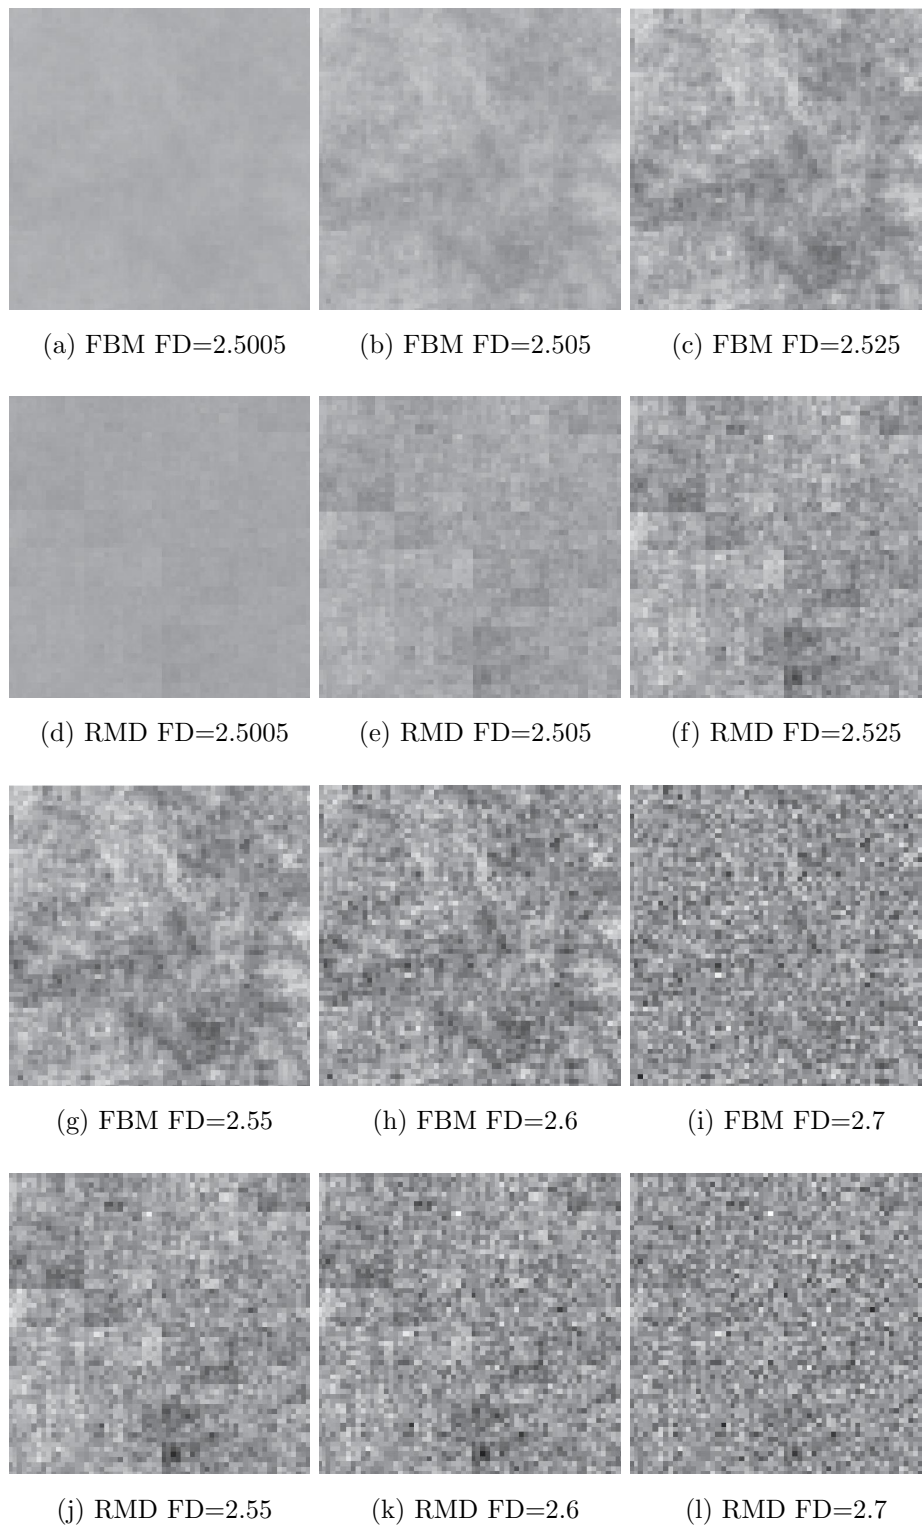 (a) FBM FD=2.5005 (b) FBM FD=2.505 (c) FBM FD=2.525
(d) RMD FD=2.5005 (e) RMD FD=2.505 (f) RMD FD=2.525
(g) FBM FD=2.55 (h) FBM FD=2.6 (i) FBM FD=2.7
(j) RMD FD=2.55 (k) RMD FD=2.6 (l) RMD FD=2.7